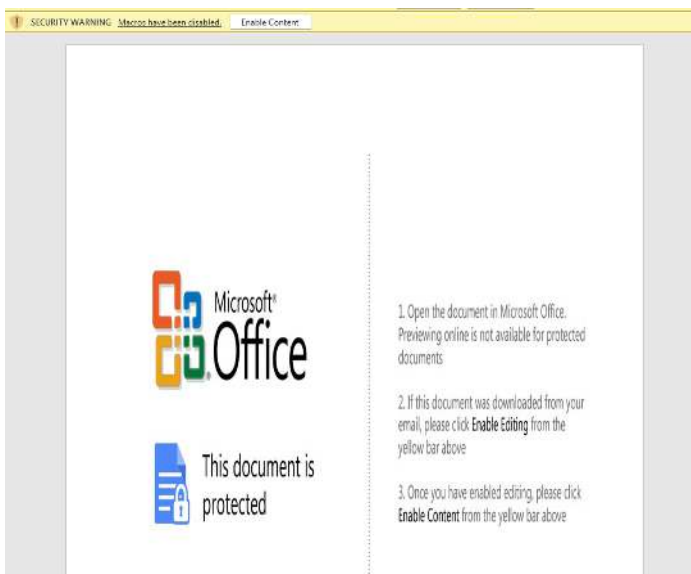 SECURITY WARNING Macros have been disabled. Enable Content
Microsoft®
Office
This document is
protected
1. Open the document in Microsoft Office.
Previewing online is not available for protected
documents
2. If this document was downloaded from your
email, please click Enable Editing from the
yellow bar above
3. Once you have enabled editing, please click
Enable Content from the yellow bar above